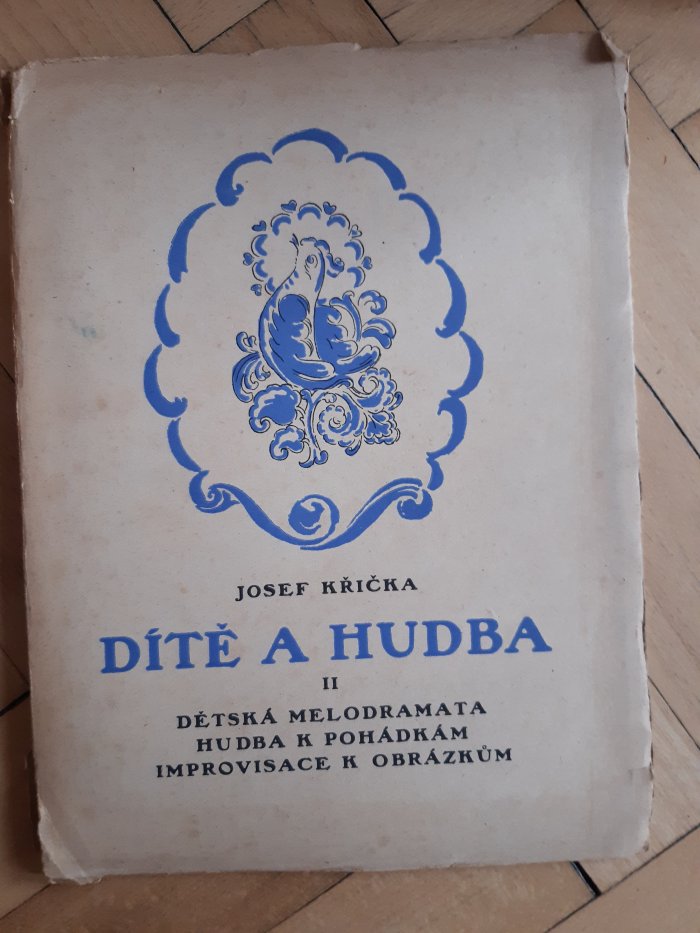 JOSEF KŘIČKA
DÍTĚ A HUDBA
II
DĚTSKÁ MELODRAMATA
HUDBA K POHÁDKÁM
IMPROVISACE K OBRÁZKŮM